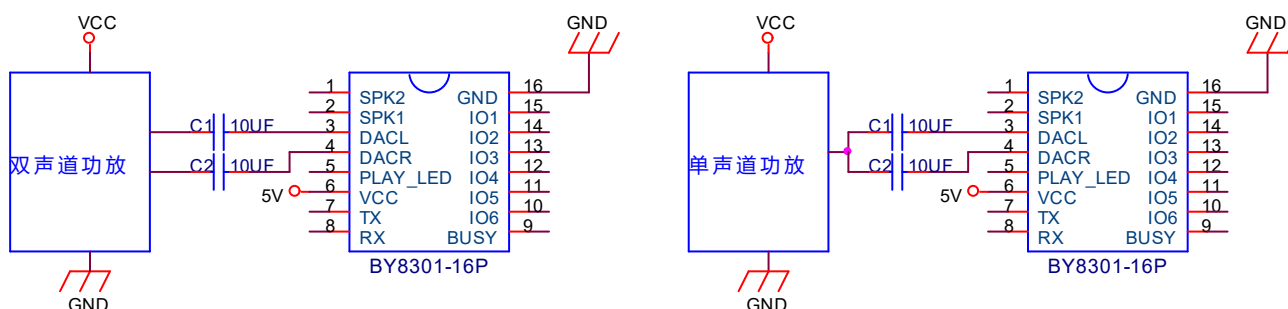 VCC
GND
双声道功放
C1 10UF
C2 10UF
5V
1 SPK2
2 SPK1
3 DACL
4 DACR
5 PLAY_LED
6 VCC
7 TX
8 RX
GND 16
IO1 15
IO2 14
IO3 13
IO4 12
IO5 11
IO6 10
BUSY 9
BY8301-16P
GND
VCC
GND
单声道功放
C1 10UF
C2 10UF
5V
1 SPK2
2 SPK1
3 DACL
4 DACR
5 PLAY_LED
6 VCC
7 TX
8 RX
GND 16
IO1 15
IO2 14
IO3 13
IO4 12
IO5 11
IO6 10
BUSY 9
BY8301-16P
GND